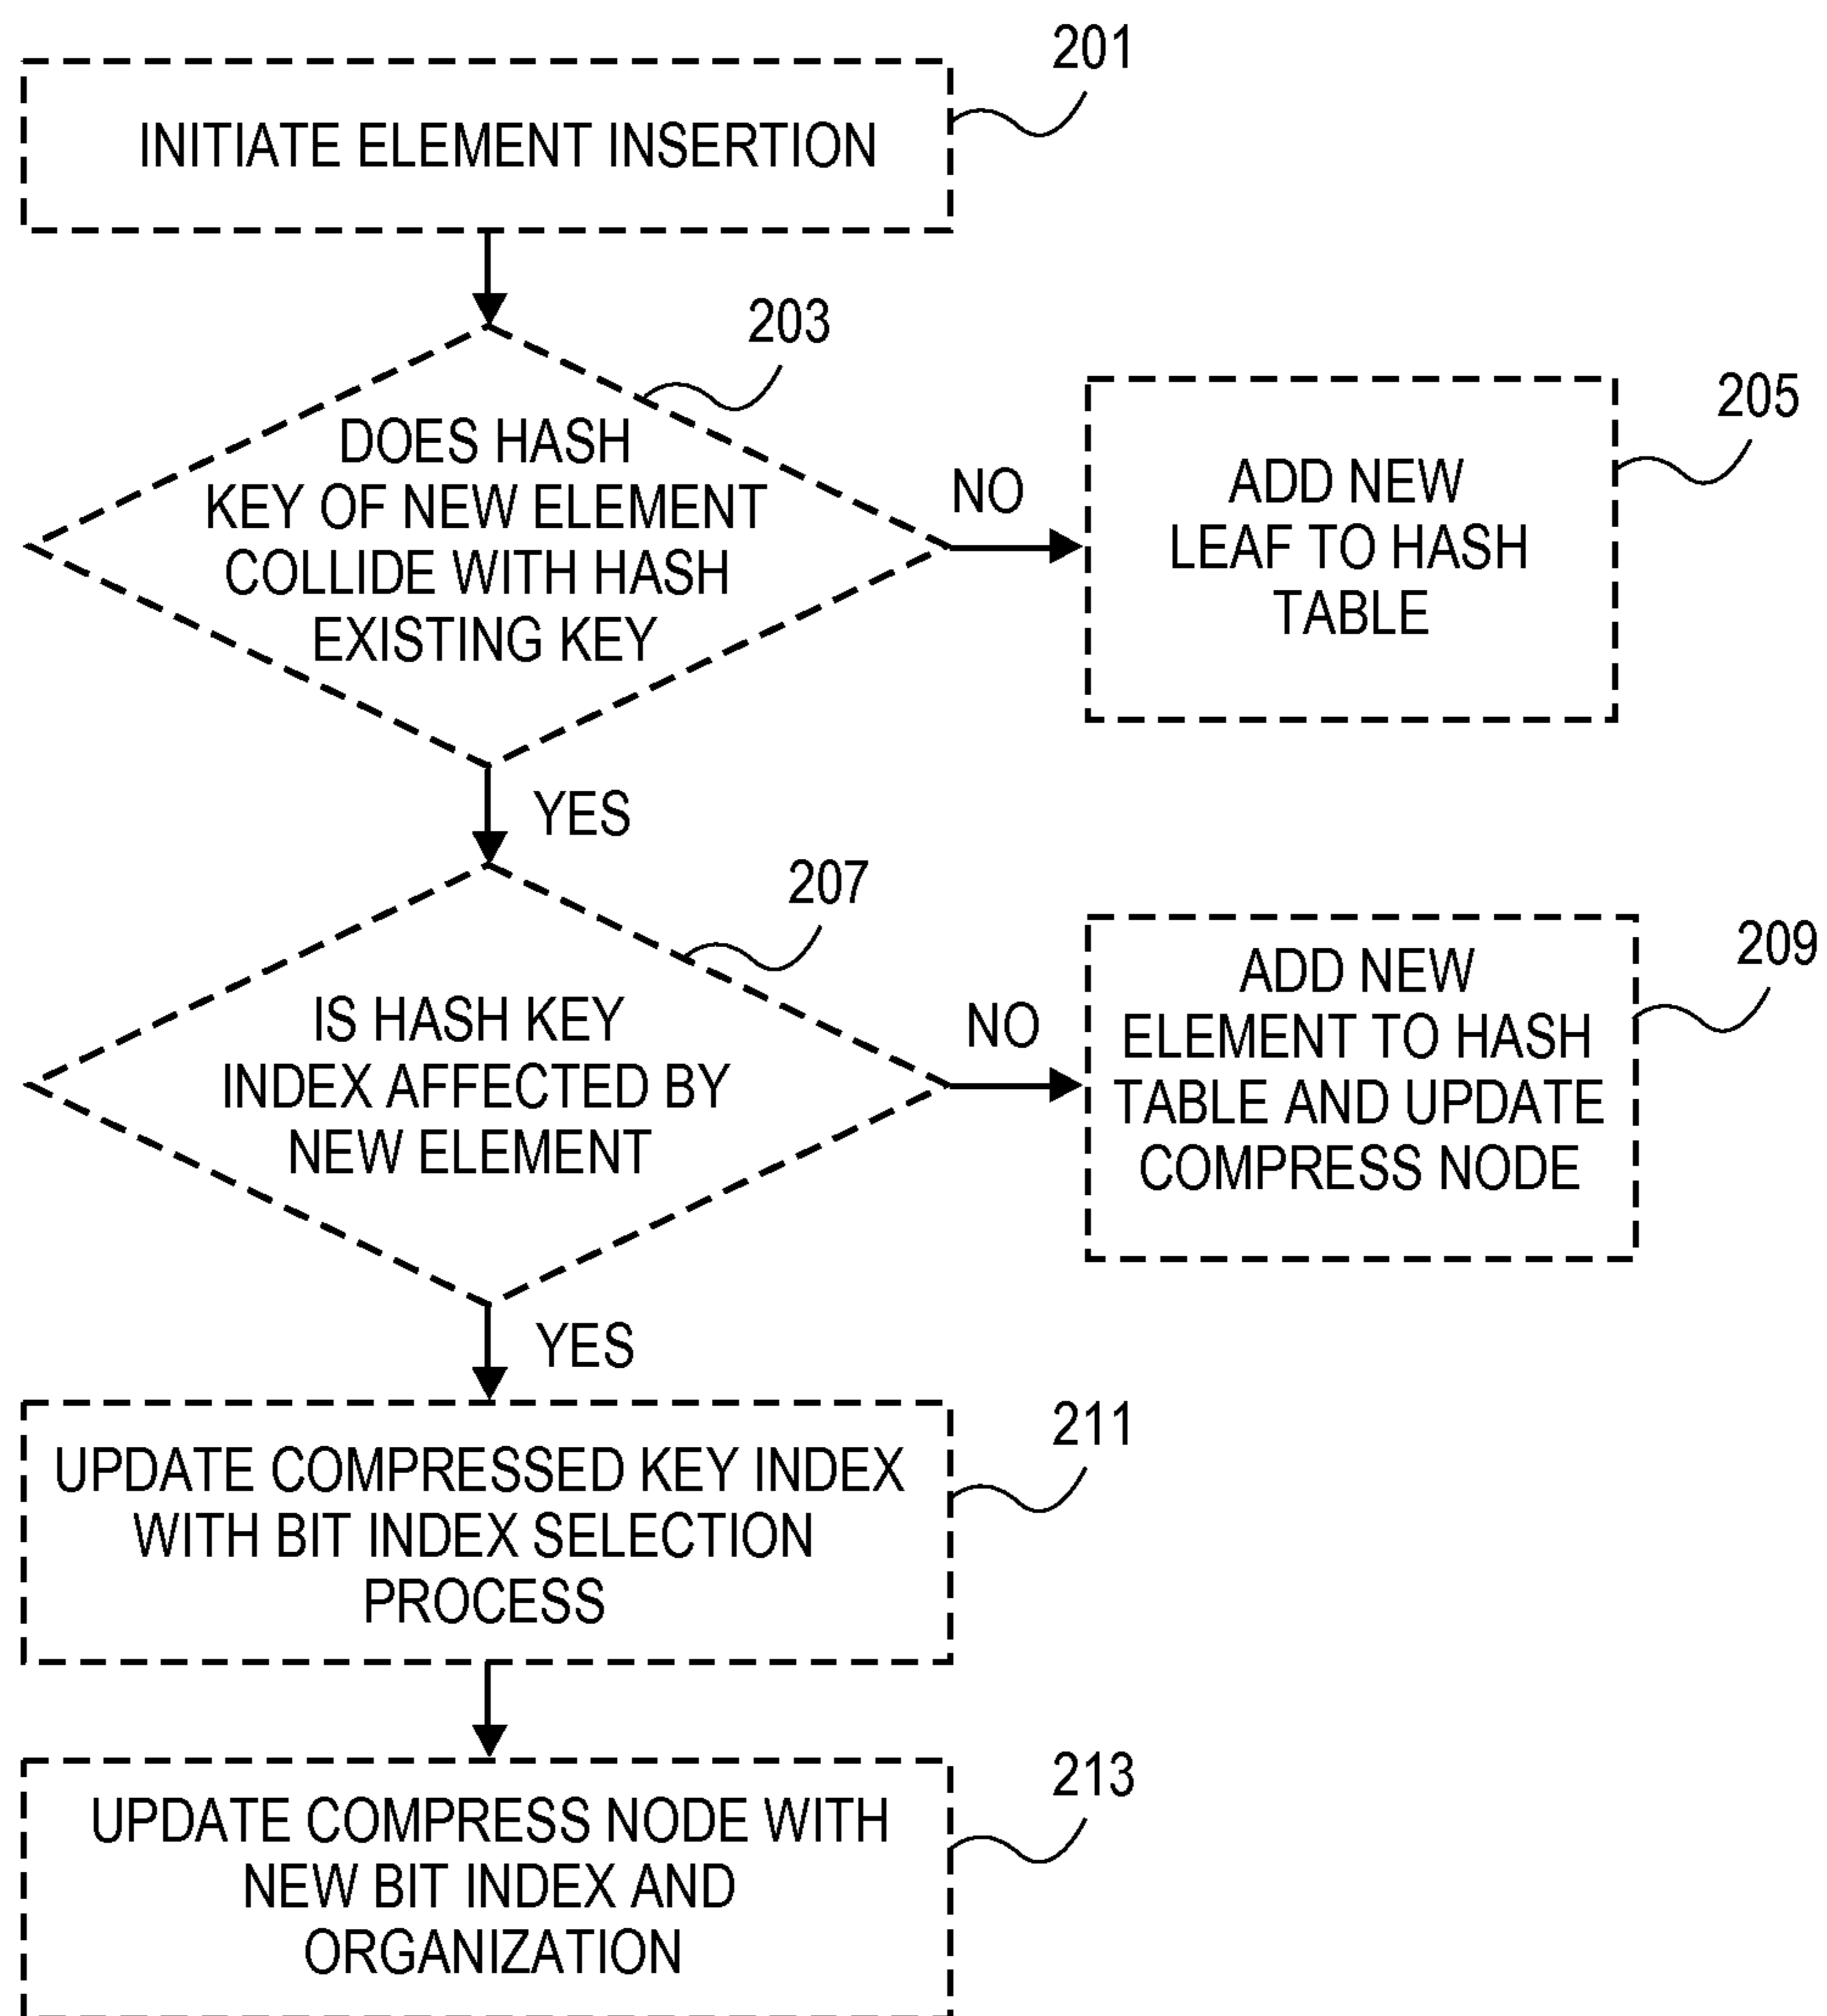 201
INITIATE ELEMENT INSERTION
203
DOES HASH
KEY OF NEW ELEMENT
COLLIDE WITH HASH
EXISTING KEY
NO
205
ADD NEW
LEAF TO HASH
TABLE
YES
207
IS HASH KEY
INDEX AFFECTED BY
NEW ELEMENT
NO
209
ADD NEW
ELEMENT TO HASH
TABLE AND UPDATE
COMPRESS NODE
YES
211
UPDATE COMPRESSED KEY INDEX
WITH BIT INDEX SELECTION
PROCESS
213
UPDATE COMPRESS NODE WITH
NEW BIT INDEX AND
ORGANIZATION